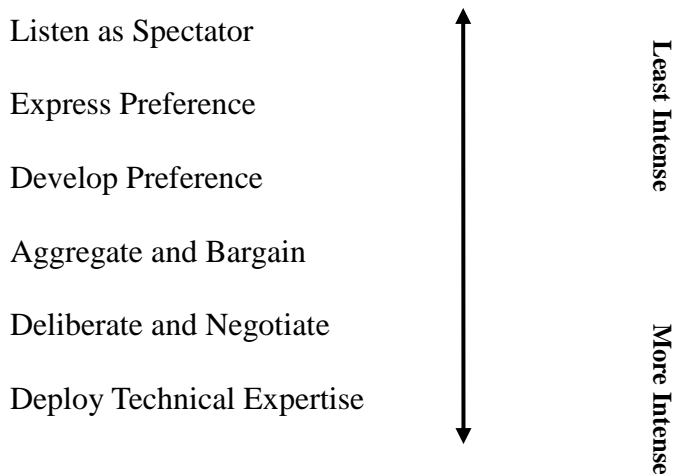 Listen as Spectator
Express Preference
Develop Preference
Aggregate and Bargain
Deliberate and Negotiate
Deploy Technical Expertise
Least Intense
More Intense